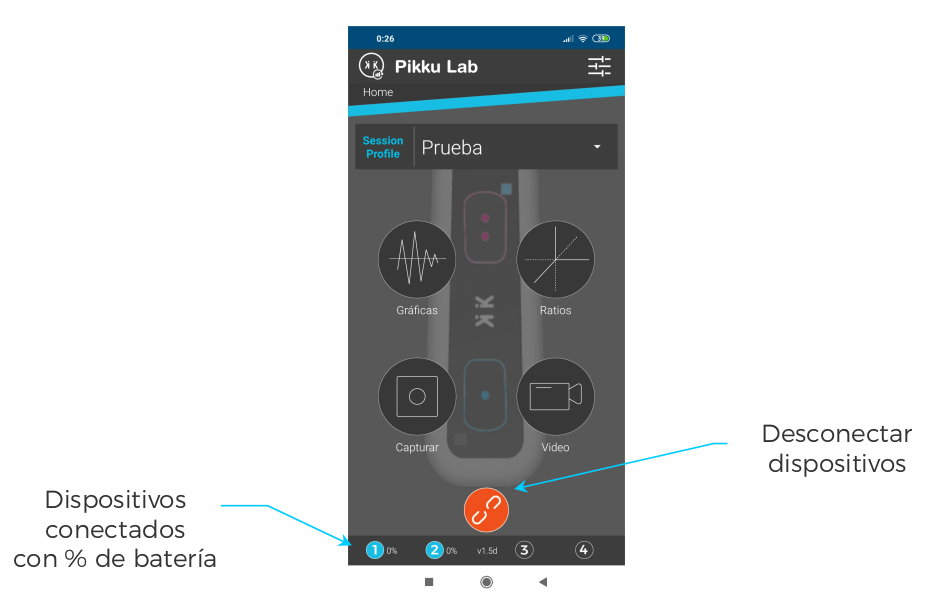 0:26
39
Pikku Lab
Home
Session
Profile
Prueba
Gráficas
Ratios
Capturar
Video
Desconectar
dispositivos
Dispositivos
conectados
con % de batería
1 0% 2 0% v1.5d 3 4